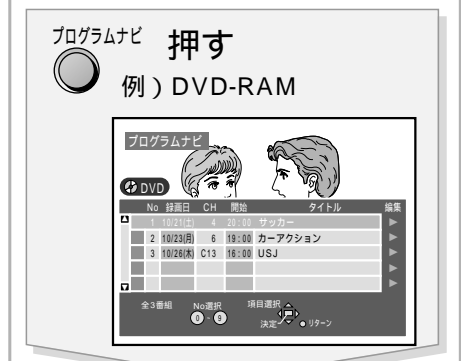 プログラムナビ 押す
例）DVD-RAM
プログラムナビ
DVD
No 録画日 CH 開始 タイトル 編集
1 10/21(土) 4 20:00 サッカー
2 10/23(月) 6 19:00 カーアクション
3 10/26(木) C13 16:00 USJ
全3番組 No選択 項目選択
0 - 9 決定 リターン